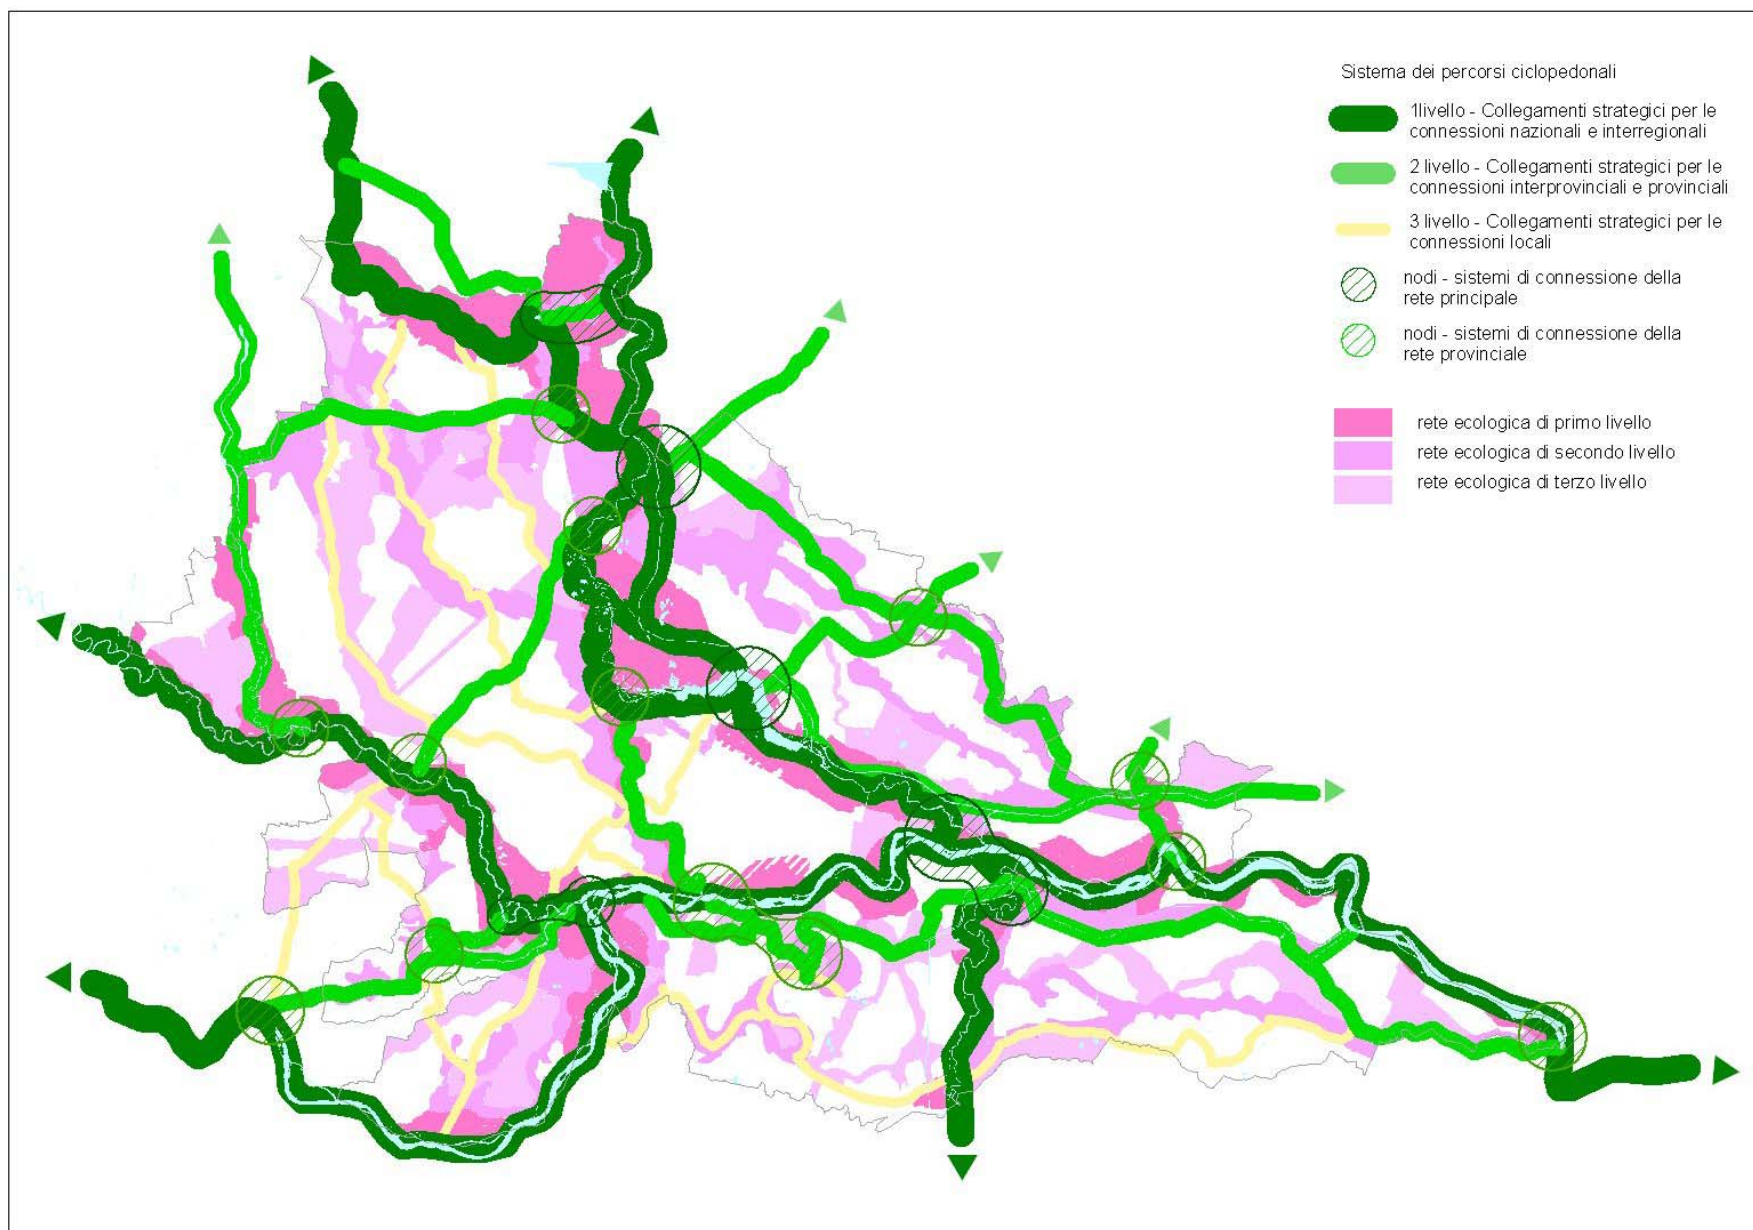 Sistema dei percorsi ciclopedonali
1livello - Collegamenti strategici per le
connessioni nazionali e interregionali
2 livello - Collegamenti strategici per le
connessioni interprovinciali e provinciali
3 livello - Collegamenti strategici per le
connessioni locali
nodi - sistemi di connessione della
rete principale
nodi - sistemi di connessione della
rete provinciale
rete ecologica di primo livello
rete ecologica di secondo livello
rete ecologica di terzo livello